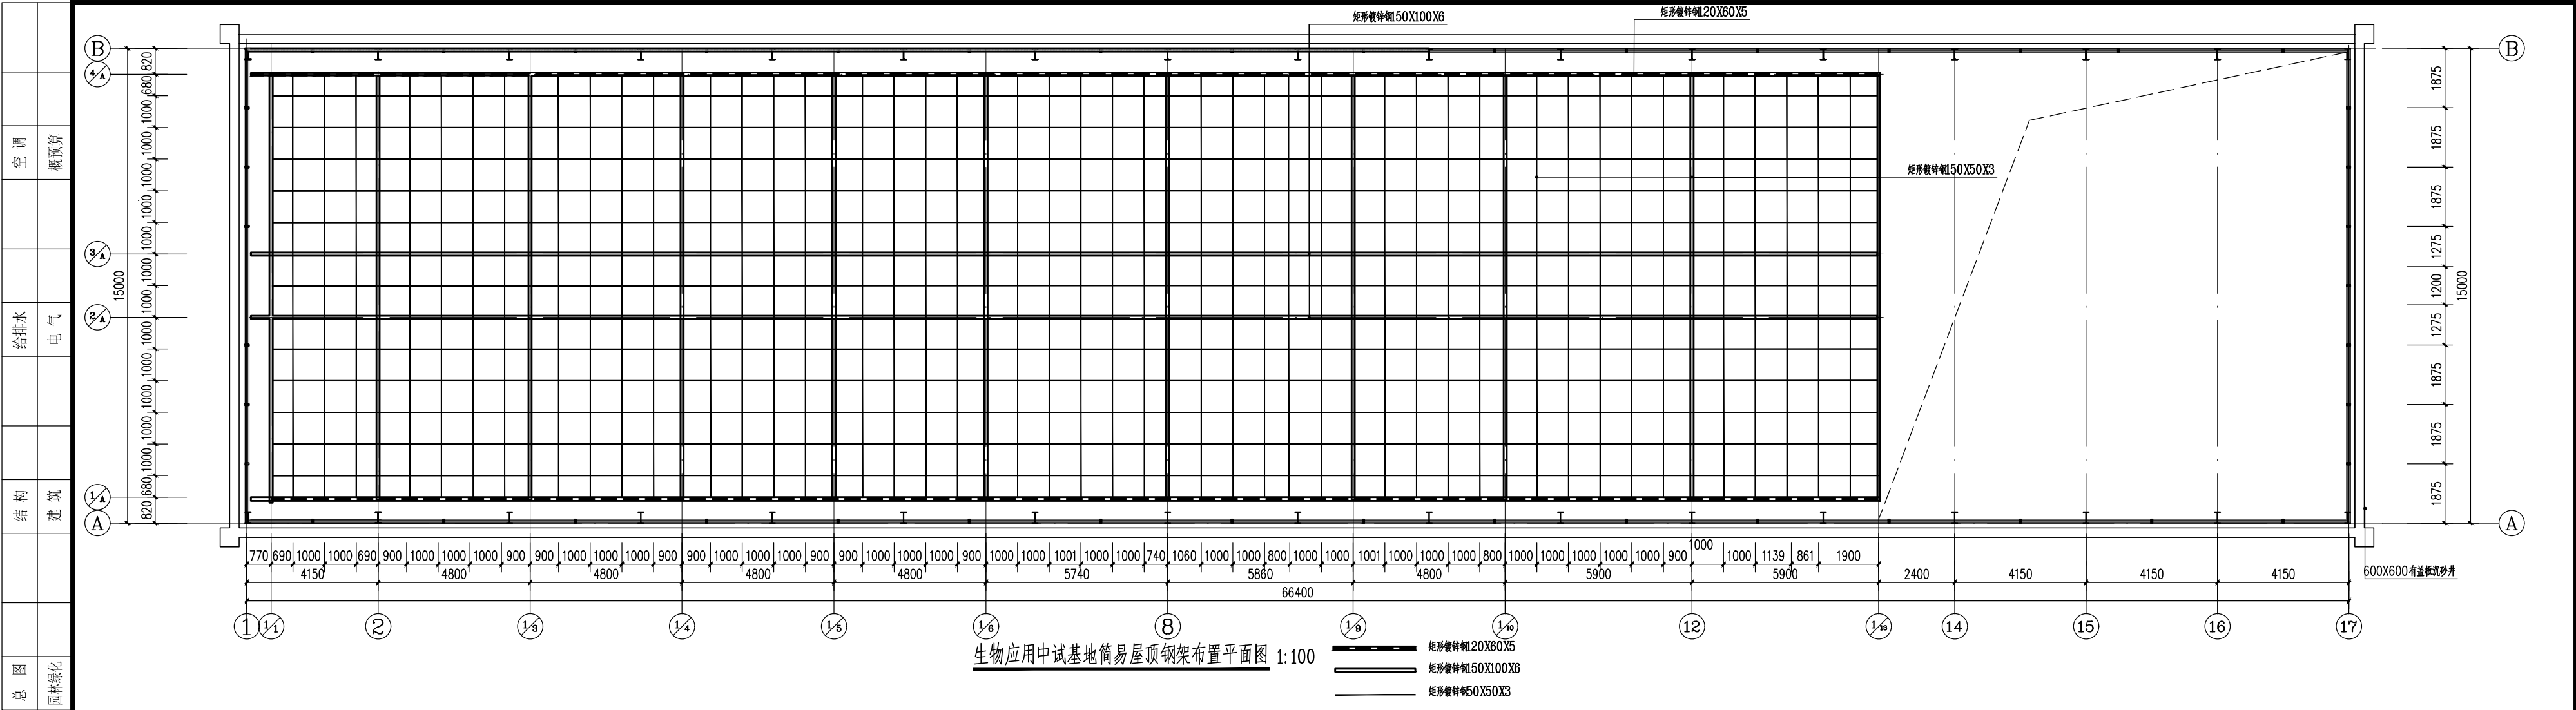 矩形镀锌钢150X100X6
矩形镀锌钢120X60X5
矩形镀锌钢150X50X3
B
4/A
3/A
2/A
1/A
A
820
680
1000
1000
1000
1000
1000
1000
1000
1000
1000
1000
1000
1000
680
820
15000
B
A
1875
1875
1875
1275
1200
1275
1875
1875
1875
15000
770 690 1000 1000 690 900 1000 1000 1000 900 900 1000 1000 1000 900 900 1000 1000 1000 900 900 1000 1000 1000 900 1000 1000 1001 1000 1000 740 1060 1000 1000 800 1000 1000 1001 1000 1000 1000 800 1000 1000 1000 1000 1000 900 1000 1000 1139 861 1900
4150 4800 4800 4800 4800 5740 5860 4800 5900 5900 2400 4150 4150 4150
66400
600X600有盖板沉砂井
1 1/1 2 1/3 1/4 1/5 1/6 8 1/9 1/10 12 1/13 14 15 16 17
生物应用中试基地简易屋顶钢架布置平面图 1:100
矩形镀锌钢120X60X5
矩形镀锌钢150X100X6
矩形镀锌钢50X50X3
空调
概预算
给排水
电气
结构
建筑
总图
园林绿化